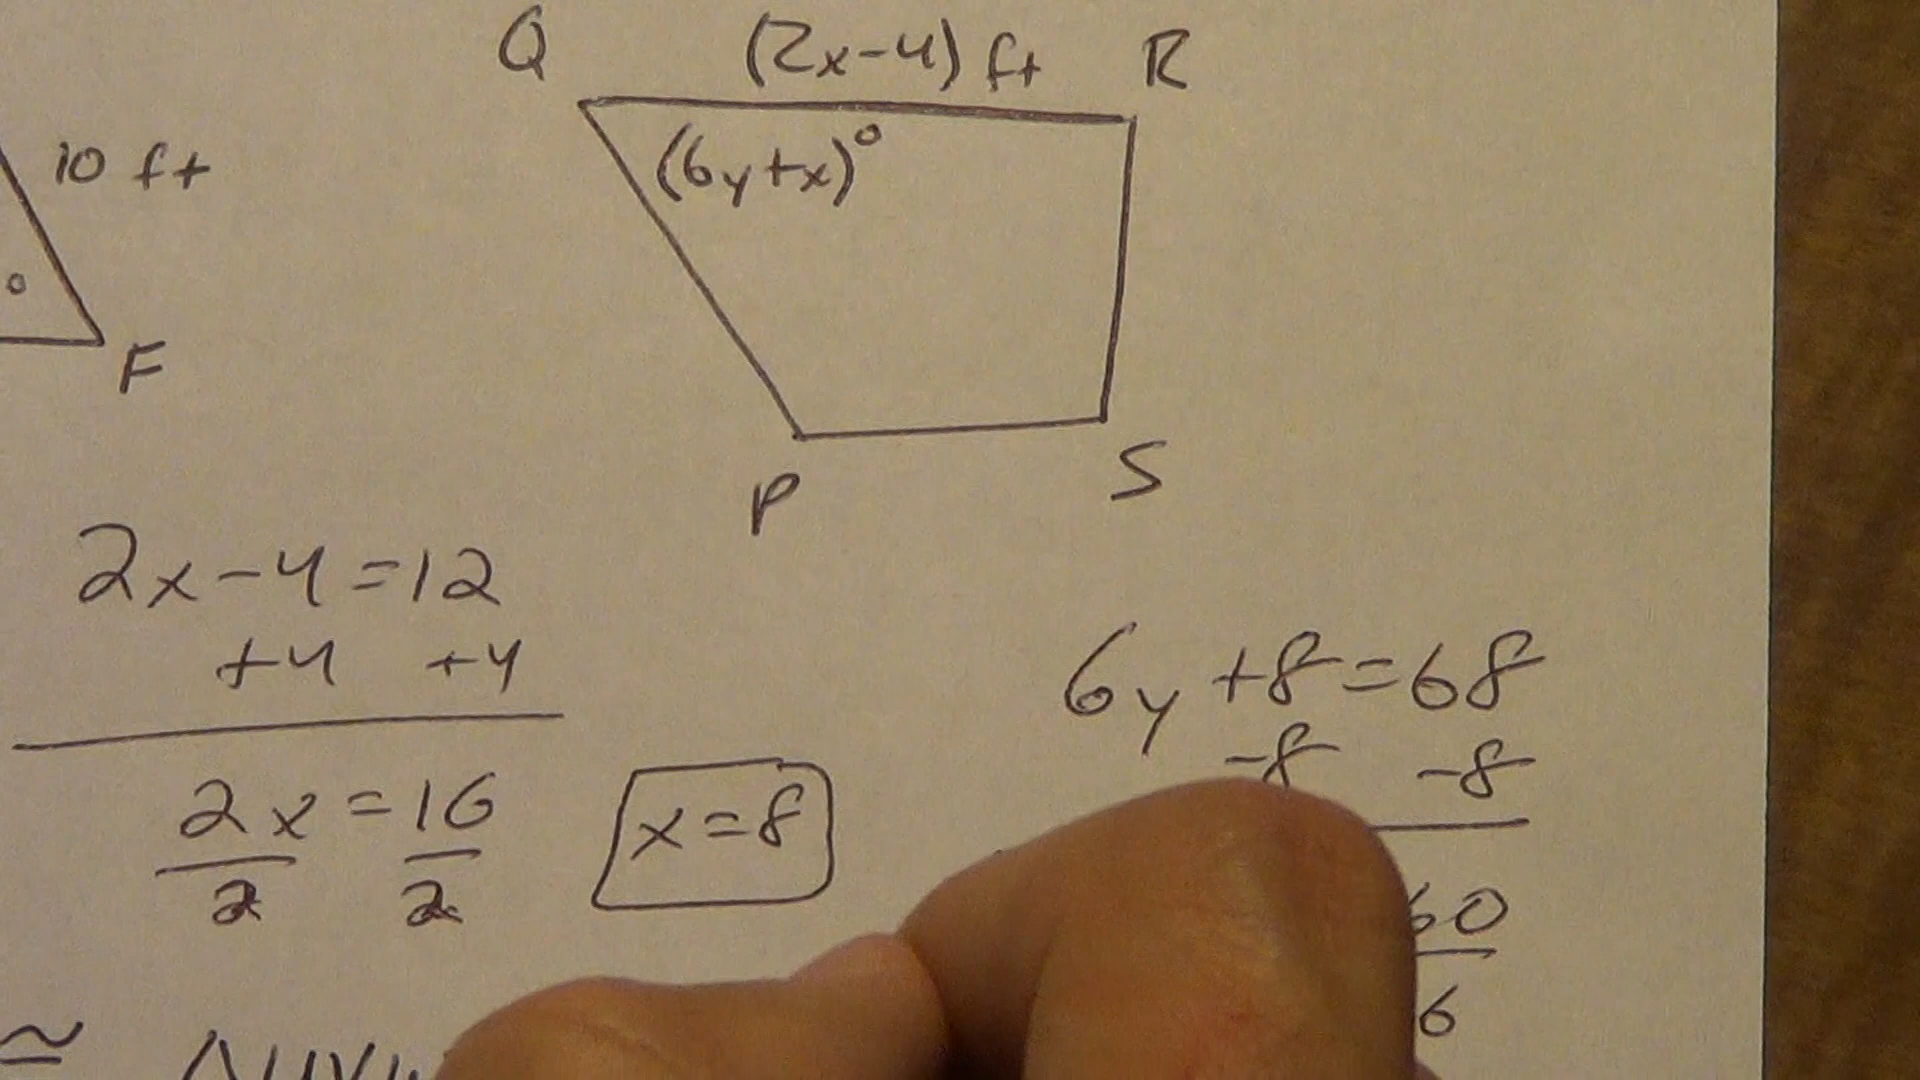 Q (2x-4) ft R
10 ft (6y+x)°
°
F
P S
2x-4=12
+4 +4
6y+8=68
-8 -8
2x=16
2 2
x=8
60
6
≅